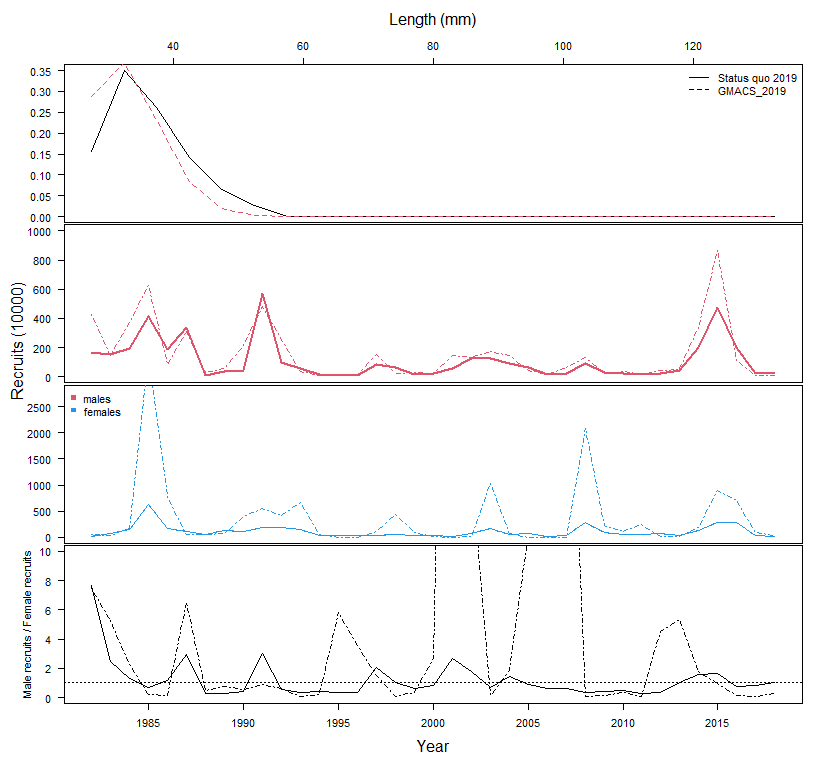 Length (mm)
40 60 80 100 120
0.35
0.30
0.25
0.20
0.15
0.10
0.05
0.00
Status quo 2019
GMACS_2019
Recruits (10000)
1000
800
600
400
200
0
2500
2000
1500
1000
500
0
males
females
Male recruits / Female recruits
10
8
6
4
2
0
1985 1990 1995 2000 2005 2010 2015
Year